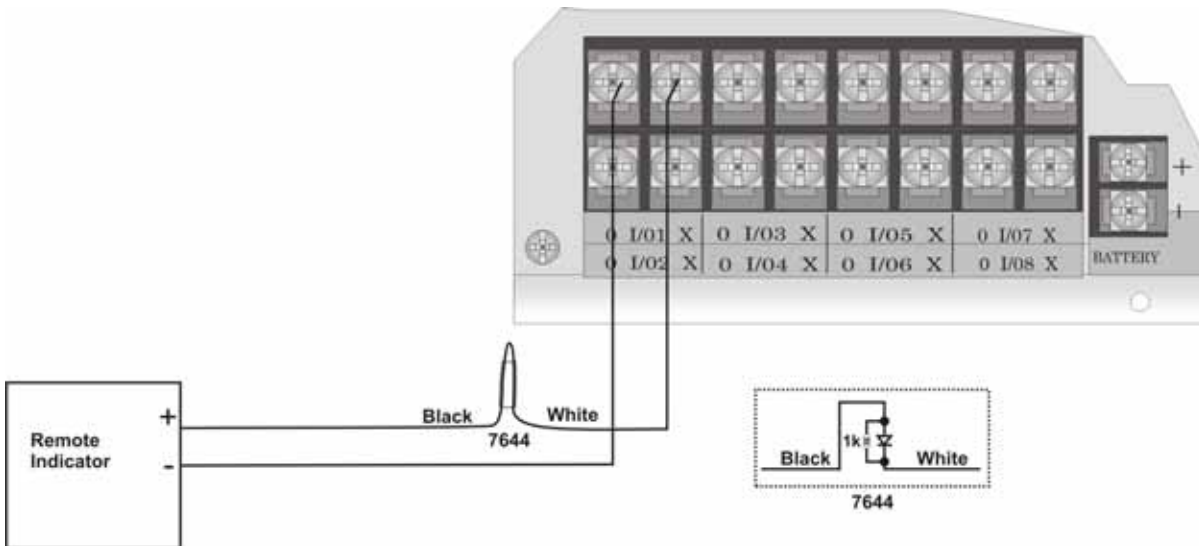 0 I/01 X 0 I/03 X 0 I/05 X 0 I/07 X
0 I/02 X 0 I/04 X 0 I/06 X 0 I/08 X
+
-
BATTERY
Remote
Indicator
+
-
Black
White
7644
1k
Black
White
7644